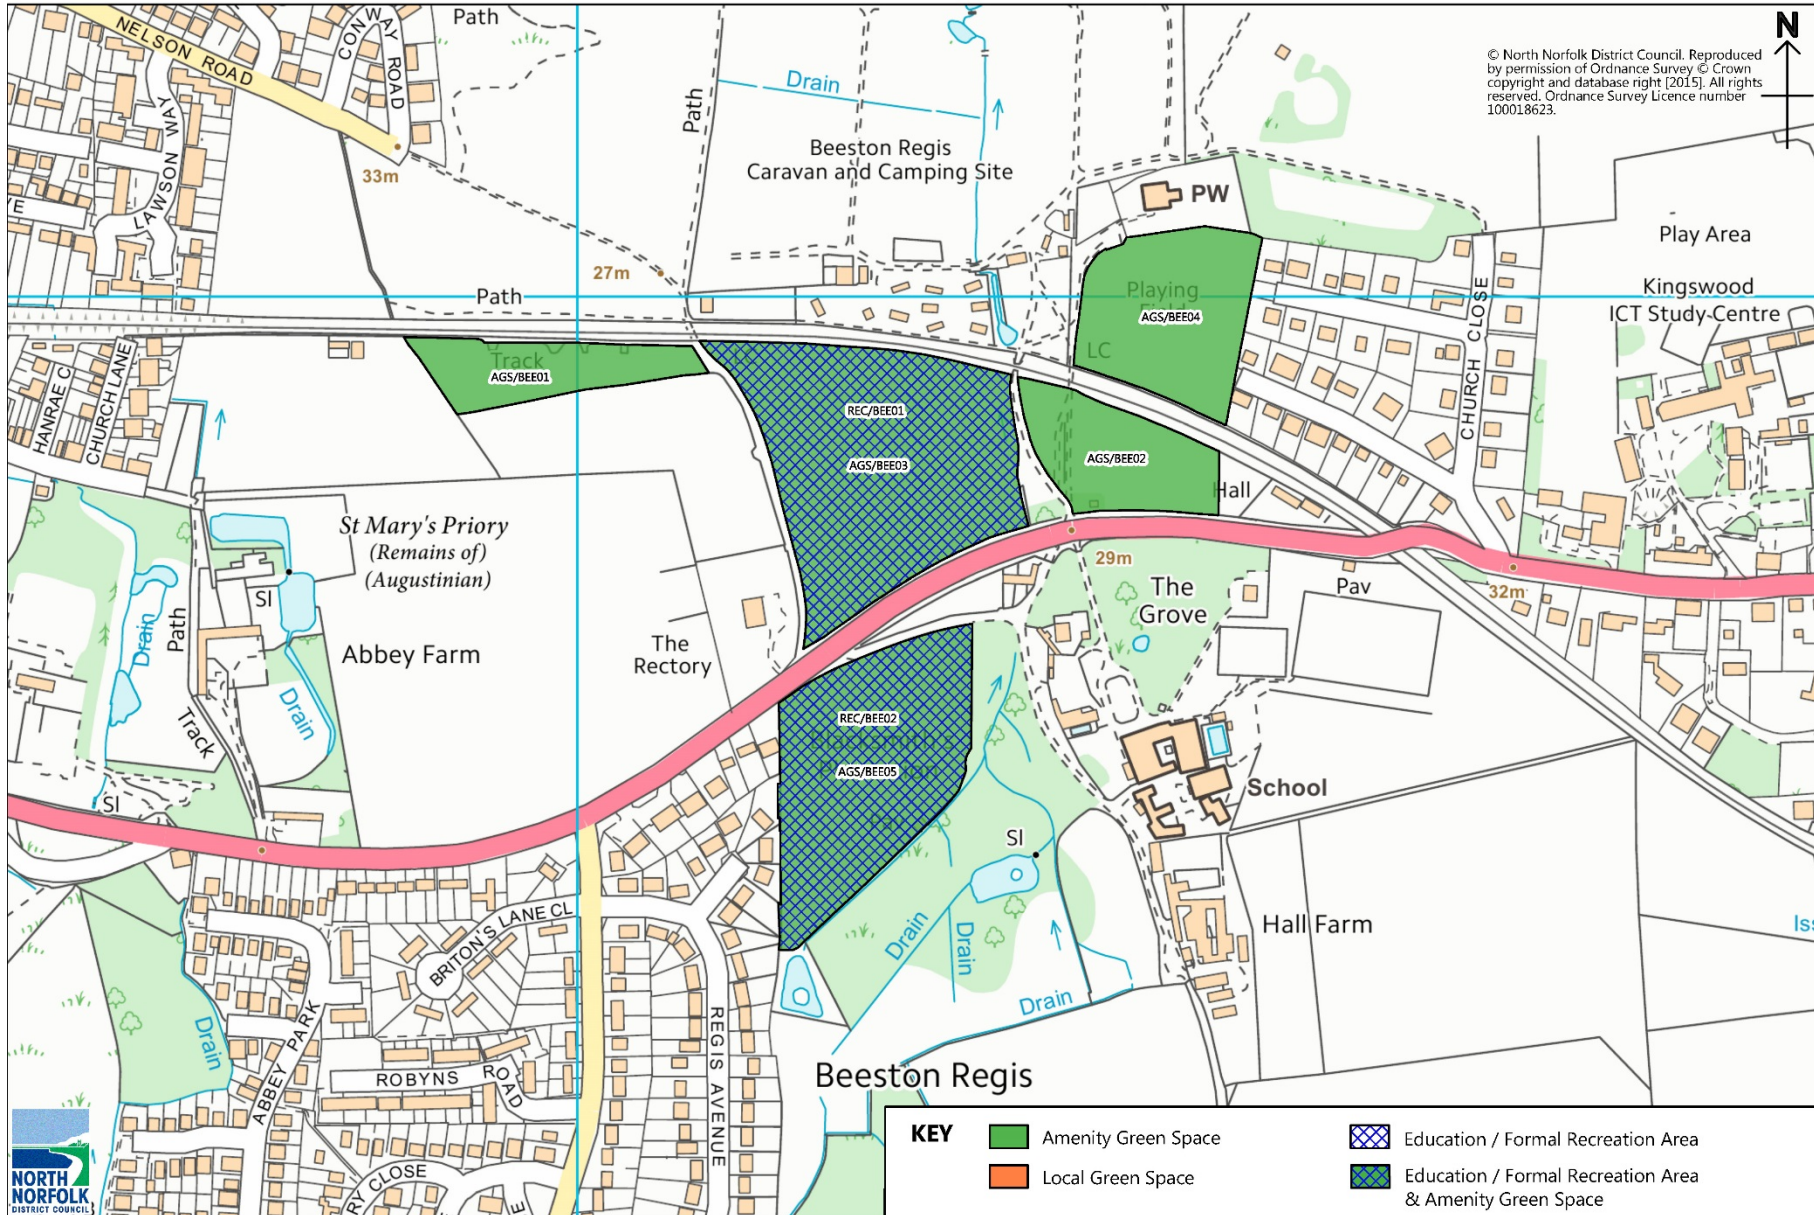 Path
NELSON ROAD
CONWAY ROAD
LAWSON WAY
33m
Path
Drain
Beeston Regis
Caravan and Camping Site
PW
N
© North Norfolk District Council. Reproduced
by permission of Ordnance Survey © Crown
copyright and database right [2015]. All rights
reserved. Ordnance Survey Licence number
100018623.
27m
Path
Play Area
Kingswood
ICT Study Centre
Playing
Field
AGS/BEE04
CHURCH CLOSE
Track
AGS/BEE01
LC
HANRAE C
CHURCH LANE
REC/BEE01
AGS/BEE03
AGS/BEE02
Hall
St Mary's Priory
(Remains of)
(Augustinian)
SI
29m
The
Grove
Pav
32m
Drain
Path
Abbey Farm
The
Rectory
Track
Drain
REC/BEE02
AGS/BEE05
SI
School
SI
Hall Farm
BRITON'S LANE CL
Drain
Drain
Drain
Iss
Drain
ABBEY PARK
ROBYNS ROAD
REGIS AVENUE
Beeston Regis
RY CLOSE
E
NORTH
NORFOLK
DISTRICT COUNCIL
KEY
Amenity Green Space
Local Green Space
Education / Formal Recreation Area
Education / Formal Recreation Area
& Amenity Green Space